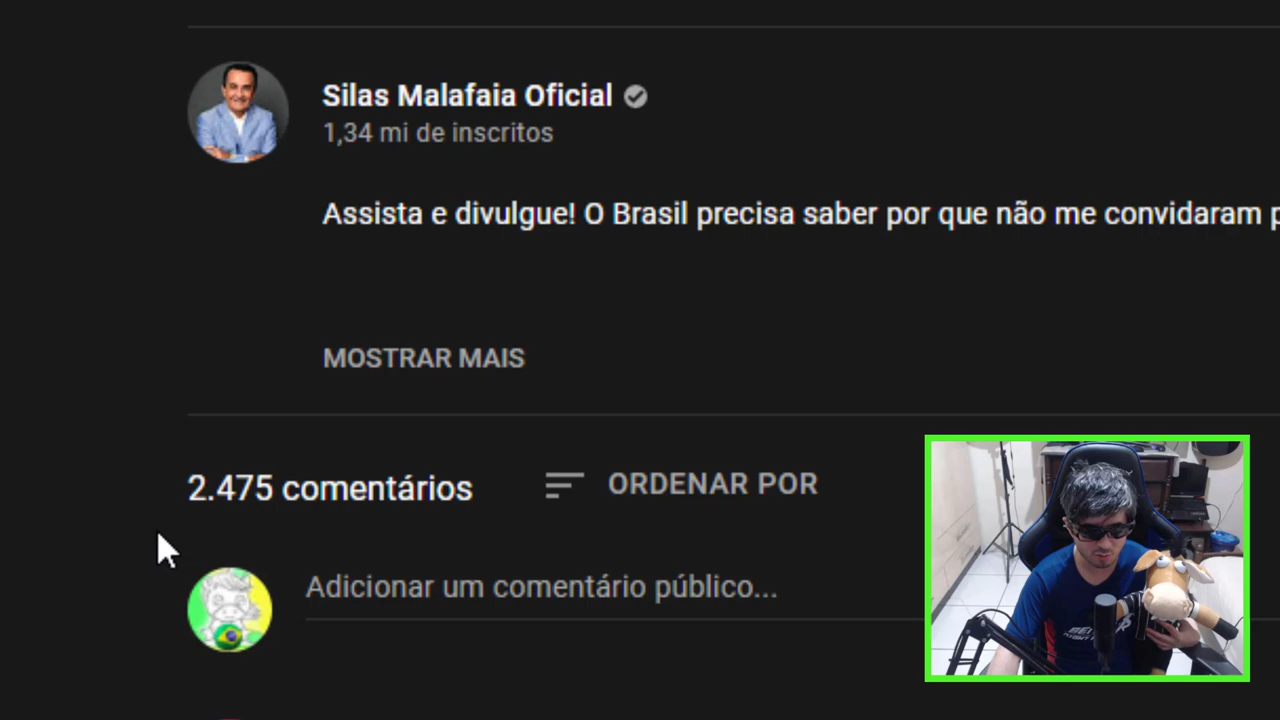 Silas Malafaia Oficial
1,34 mi de inscritos
Assista e divulgue! O Brasil precisa saber por que não me convidaram p
MOSTRAR MAIS
2.475 comentários
ORDENAR POR
Adicionar um comentário público...